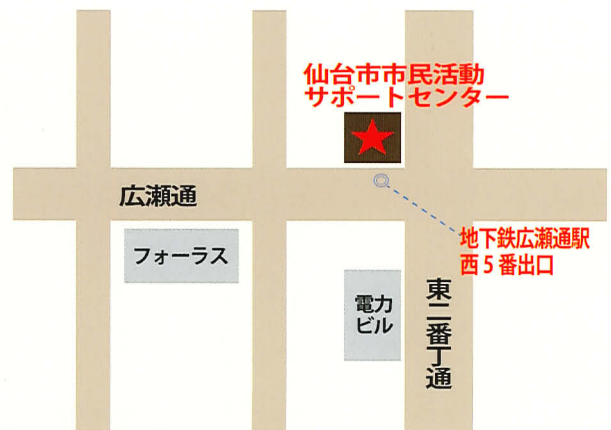 仙台市市民活動
サポートセンター
広瀬通
地下鉄広瀬通駅
西5番出口
フォーラス
電力
ビル
東二番丁通